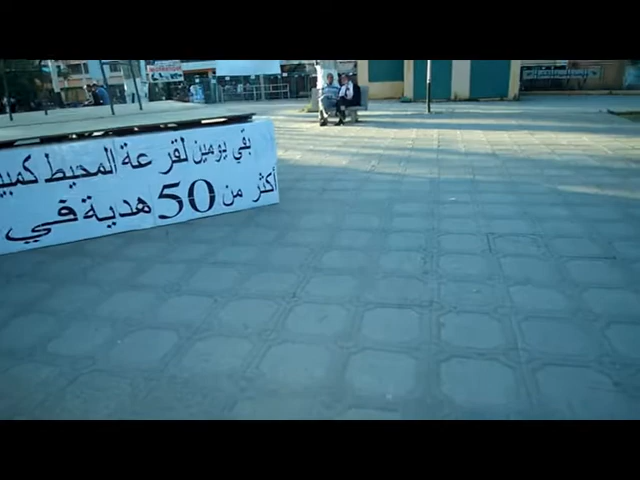 بقي يومين لقرعة المحيط كمبي
أكثر من 50 هدية في